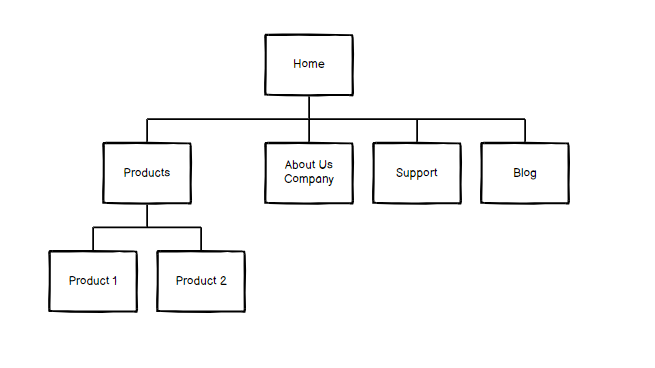 Home
Products
About Us
Company
Support
Blog
Product 1
Product 2